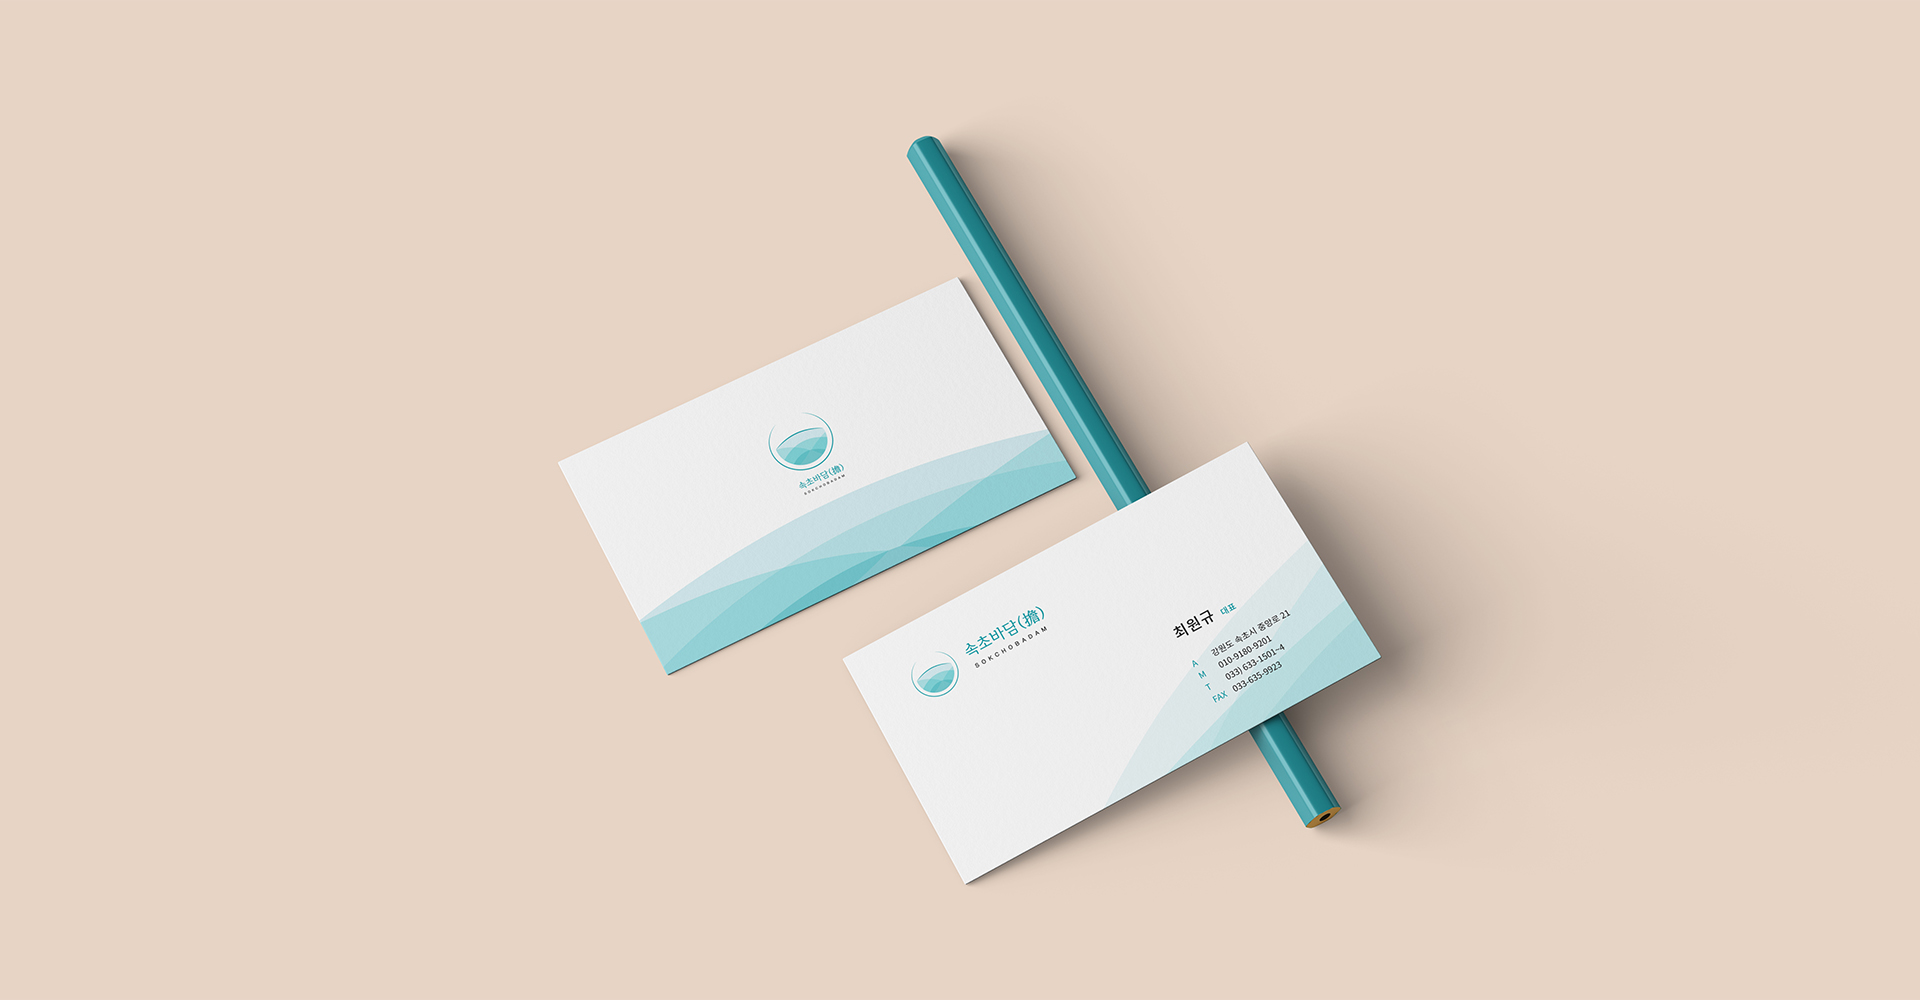 속초바담(擔)
SOKCHOBADAM
속초바담(擔)
SOKCHOBADAM
최원규 대표
A 강원도 속초시 중앙로 21
M 010-9180-9201
T 033) 633-1501~4
FAX 033-635-9923